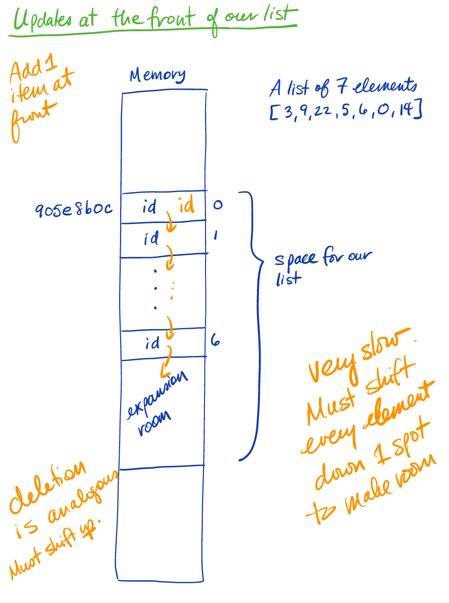 Updates at the front of our list
Add 1
item at
front
Memory
A list of 7 elements
[3,9,22,5,6,0,14]
905e8b0c
id id 0
id 1
space for our
list
id 6
expansion
room
very slow.
Must shift
every element
down 1 spot
to make room
deletion
is analogous
Must shift up.